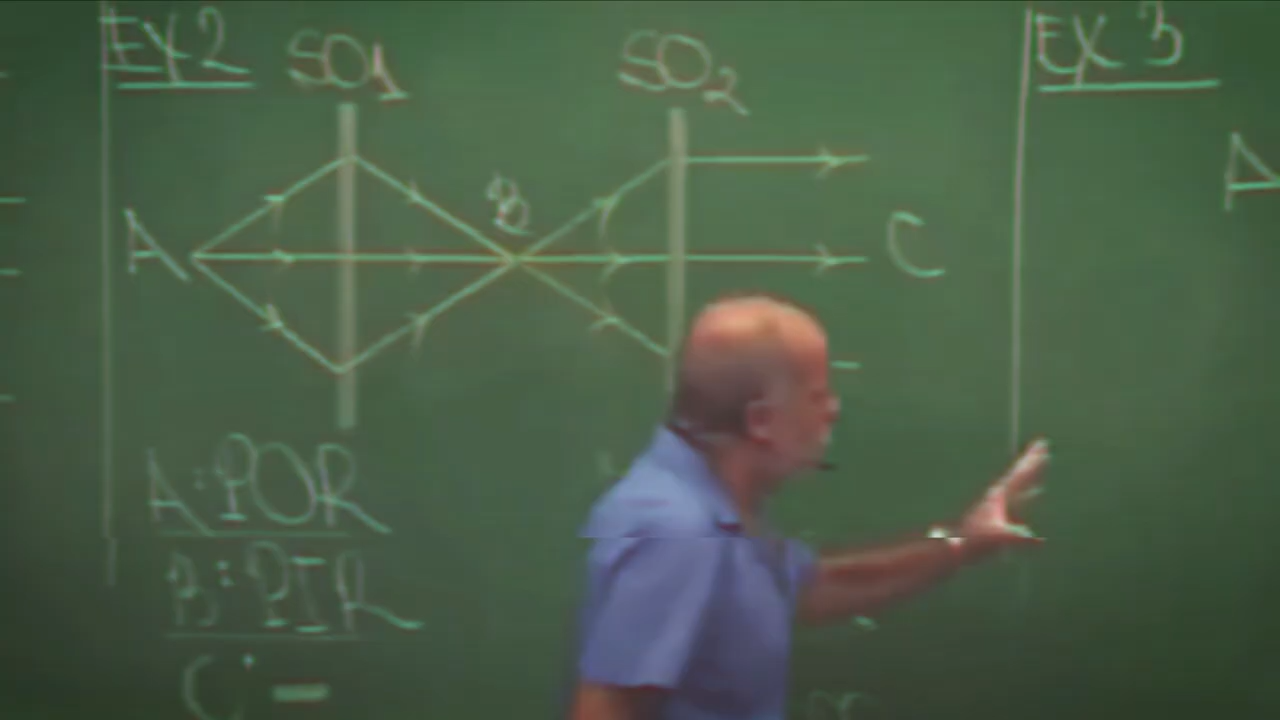 EX 2
SO1
SO2
EX 3
A
B
C
A
A: POR
B: PIR
C: —